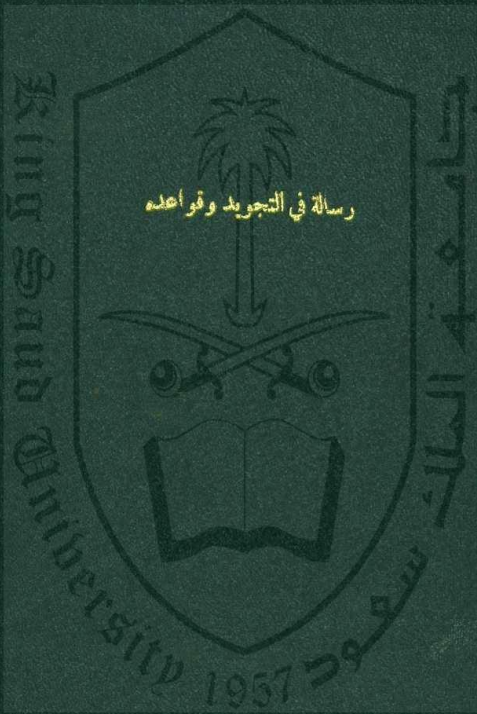 رسالة في التجويد وقواعده
King Saud University 1957
جامعة الملك سعود